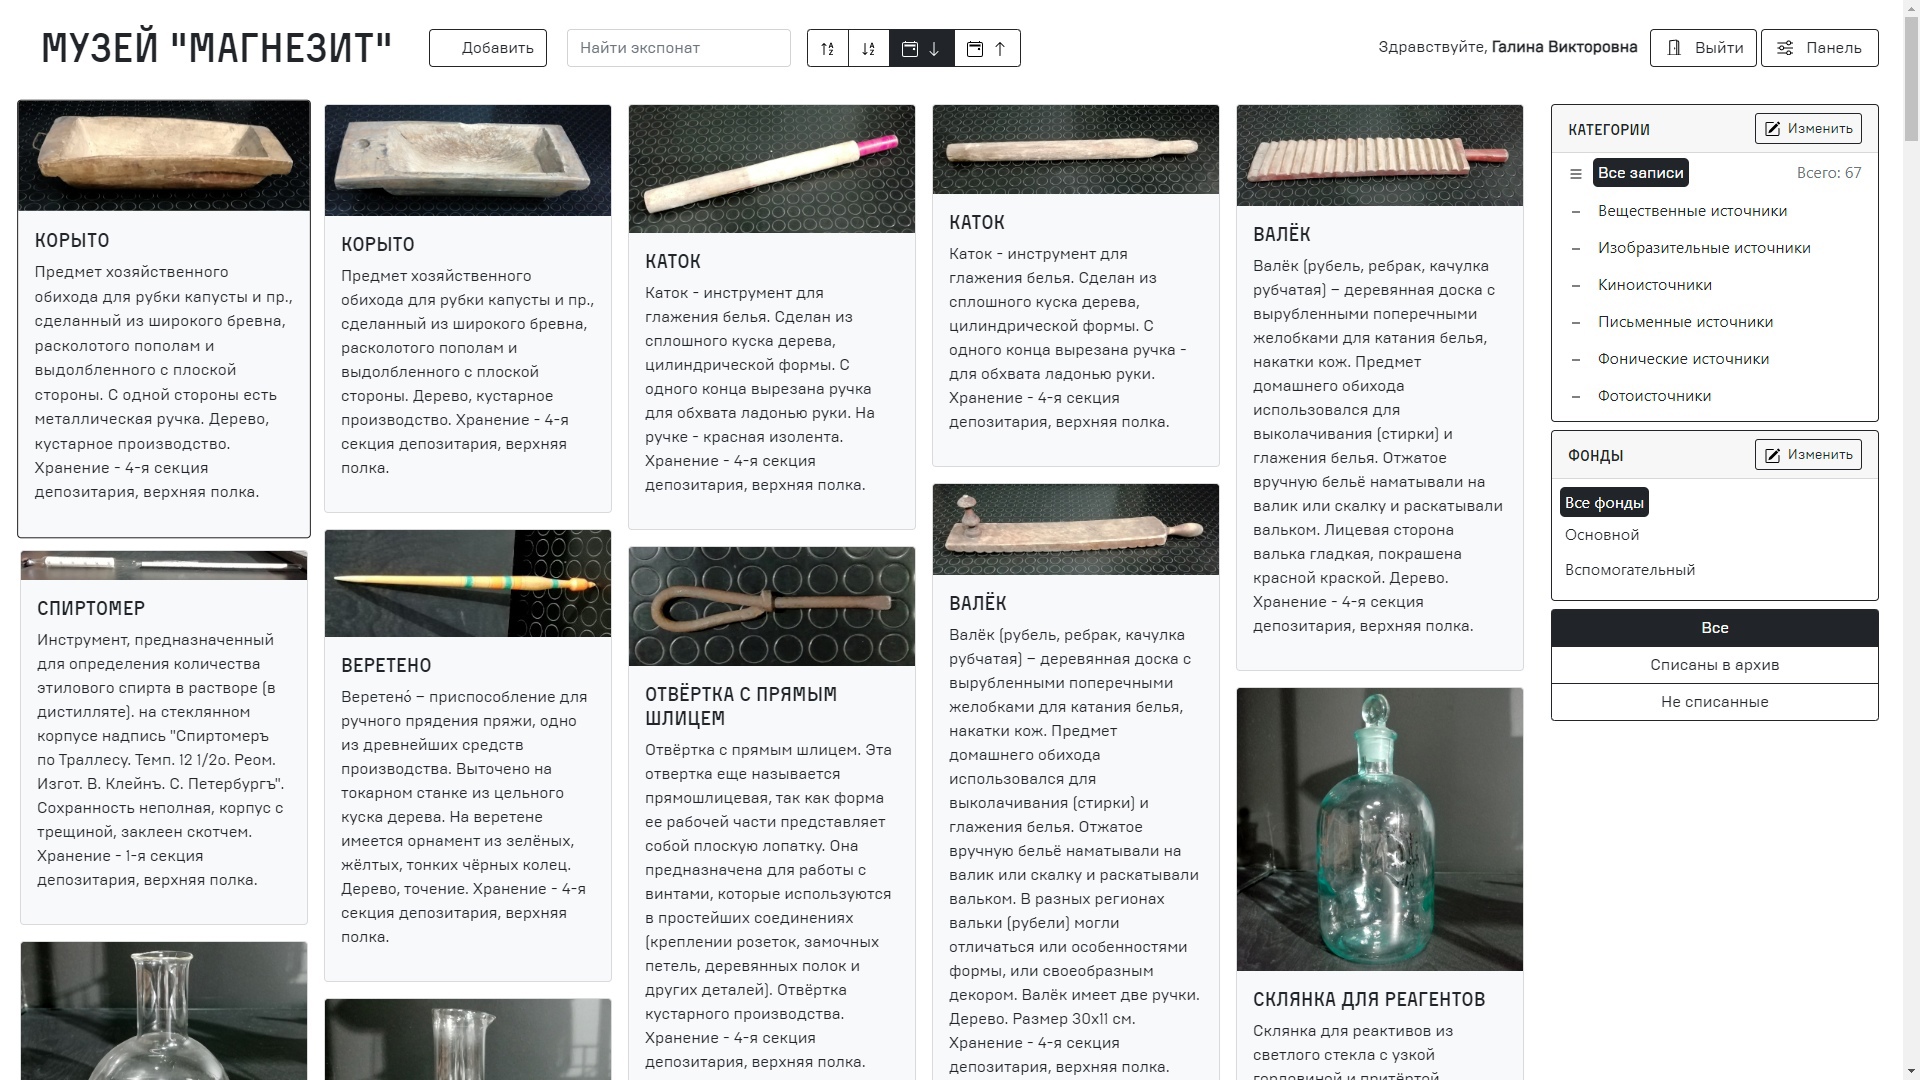 МУЗЕЙ "МАГНЕЗИТ"
Добавить
Найти экспонат
Здравствуйте, Галина Викторовна
Выйти
Панель
КОРЫТО
Предмет хозяйственного
обихода для рубки капусты и пр.,
сделанный из широкого бревна,
расколотого пополам и
выдолбленного с плоской
стороны. С одной стороны есть
металлическая ручка. Дерево,
кустарное производство.
Хранение - 4-я секция
депозитария, верхняя полка.
СПИРТОМЕР
Инструмент, предназначенный
для определения количества
этилового спирта в растворе (в
дистилляте). на стеклянном
корпусе надпись "Спиртомеръ
по Траллесу. Темп. 12 1/2о. Реом.
Изгот. В. Клейнъ. С. Петербургъ".
Сохранность неполная, корпус с
трещиной, заклеен скотчем.
Хранение - 1-я секция
депозитария, верхняя полка.
КОРЫТО
Предмет хозяйственного
обихода для рубки капусты и пр.,
сделанный из широкого бревна,
расколотого пополам и
выдолбленного с плоской
стороны. Дерево, кустарное
производство. Хранение - 4-я
секция депозитария, верхняя
полка.
ВЕРЕТЕНО
Веретено́ – приспособление для
ручного прядения пряжи, одно
из древнейших средств
производства. Выточено на
токарном станке из цельного
куска дерева. На веретене
имеется орнамент из зелёных,
жёлтых, тонких чёрных колец.
Дерево, точение. Хранение - 4-я
секция депозитария, верхняя
полка.
КАТОК
Каток - инструмент для
глажения белья. Сделан из
сплошного куска дерева,
цилиндрической формы. С
одного конца вырезана ручка
для обхвата ладонью руки. На
ручке - красная изолента.
Хранение - 4-я секция
депозитария, верхняя полка.
ОТВЁРТКА С ПРЯМЫМ
ШЛИЦЕМ
Отвёртка с прямым шлицем. Эта
отвертка еще называется
прямошлицевая, так как форма
ее рабочей части представляет
собой плоскую лопатку. Она
предназначена для работы с
винтами, которые используются
в простейших соединениях
(креплении розеток, замочных
петель, деревянных полок и
других деталей). Отвёртка
кустарного производства.
Хранение - 4-я секция
депозитария, верхняя полка.
КАТОК
Каток - инструмент для
глажения белья. Сделан из
сплошного куска дерева,
цилиндрической формы. С
одного конца вырезана ручка -
для обхвата ладонью руки.
Хранение - 4-я секция
депозитария, верхняя полка.
ВАЛЁК
Валёк (рубель, ребрак, качулка
рубчатая) – деревянная доска с
вырубленными поперечными
желобками для катания белья,
накатки кож. Предмет
домашнего обихода
использовался для
выколачивания (стирки) и
глажения белья. Отжатое
вручную бельё наматывали на
валик или скалку и раскатывали
вальком. В разных регионах
вальки (рубели) могли
отличаться или особенностями
формы, или своеобразным
декором. Валёк имеет две ручки.
Дерево. Размер 30х11 см.
Хранение - 4-я секция
депозитария, верхняя полка.
ВАЛЁК
Валёк (рубель, ребрак, качулка
рубчатая) – деревянная доска с
вырубленными поперечными
желобками для катания белья,
накатки кож. Предмет
домашнего обихода
использовался для
выколачивания (стирки) и
глажения белья. Отжатое
вручную бельё наматывали на
валик или скалку и раскатывали
вальком. Лицевая сторона
валька гладкая, покрашена
красной краской. Дерево.
Хранение - 4-я секция
депозитария, верхняя полка.
СКЛЯНКА ДЛЯ РЕАГЕНТОВ
Склянка для реактивов из
светлого стекла с узкой
горловиной и притёртой
КАТЕГОРИИ
Изменить
Все записи
Всего: 67
– Вещественные источники
– Изобразительные источники
– Киноисточники
– Письменные источники
– Фонические источники
– Фотоисточники
ФОНДЫ
Изменить
Все фонды
Основной
Вспомогательный
Все
Списаны в архив
Не списанные